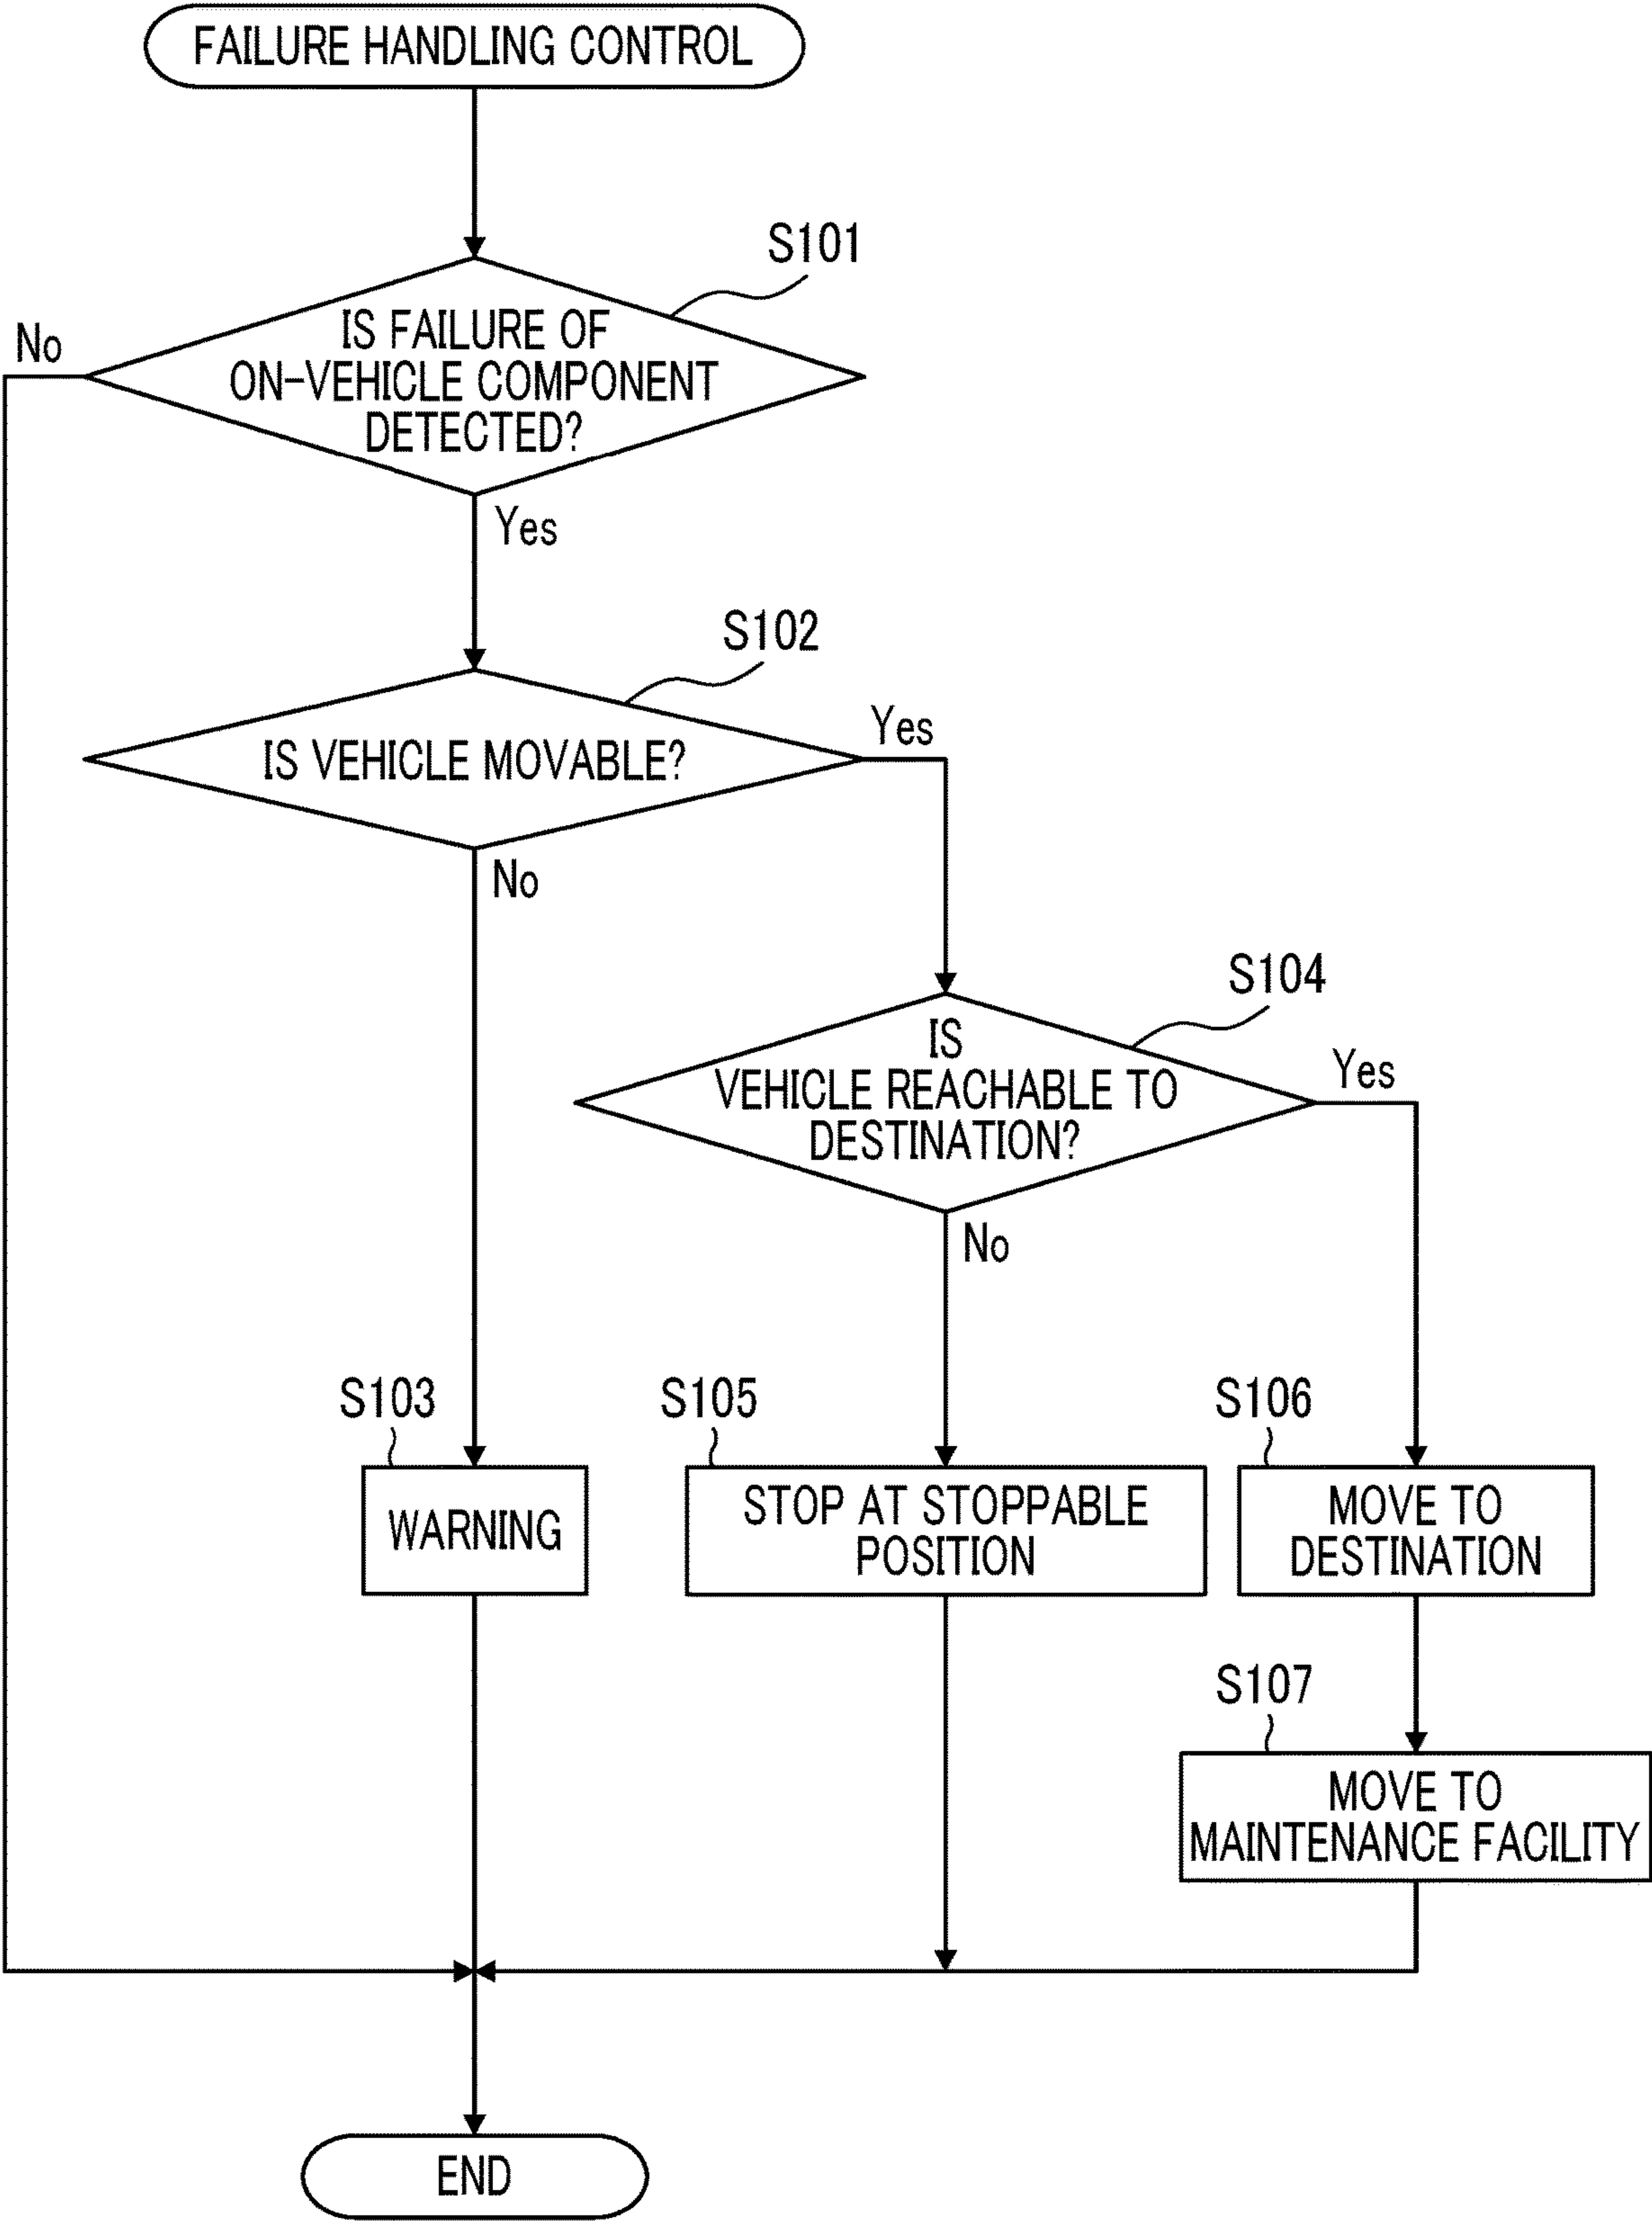 FAILURE HANDLING CONTROL
S101
No
IS FAILURE OF
ON-VEHICLE COMPONENT
DETECTED?
Yes
S102
Yes
IS VEHICLE MOVABLE?
No
S104
IS
VEHICLE REACHABLE TO
DESTINATION?
Yes
No
S103
WARNING
S105
STOP AT STOPPABLE
POSITION
S106
MOVE TO
DESTINATION
S107
MOVE TO
MAINTENANCE FACILITY
END